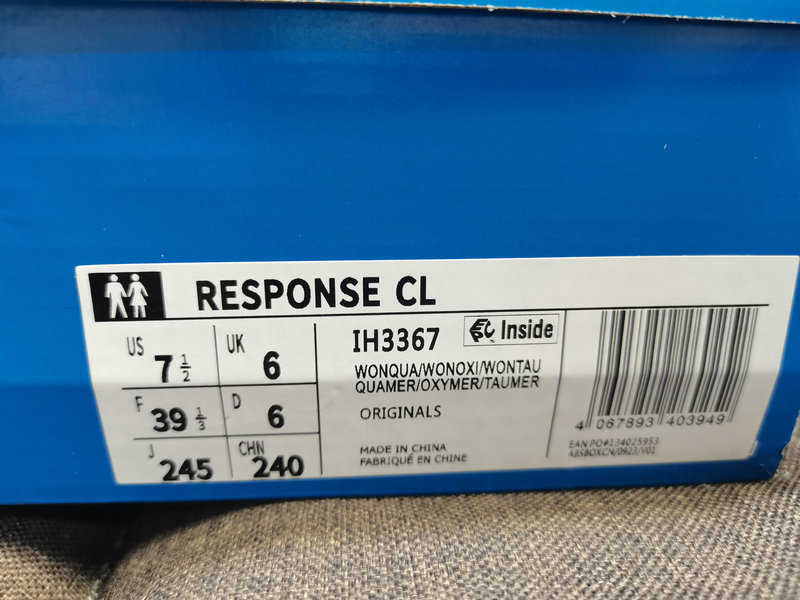 RESPONSE CL
US 7 1/2
UK 6
F 39 1/3
D 6
J 245
CHN 240
IH3367
Inside
WONQUA/WONOXI/WONTAU
QUAMER/OXYMER/TAUMER
ORIGINALS
MADE IN CHINA
FABRIQUÉ EN CHINE
4 067893 403949
EAN.PO#134025953
ABSBOXCN/0923/V01